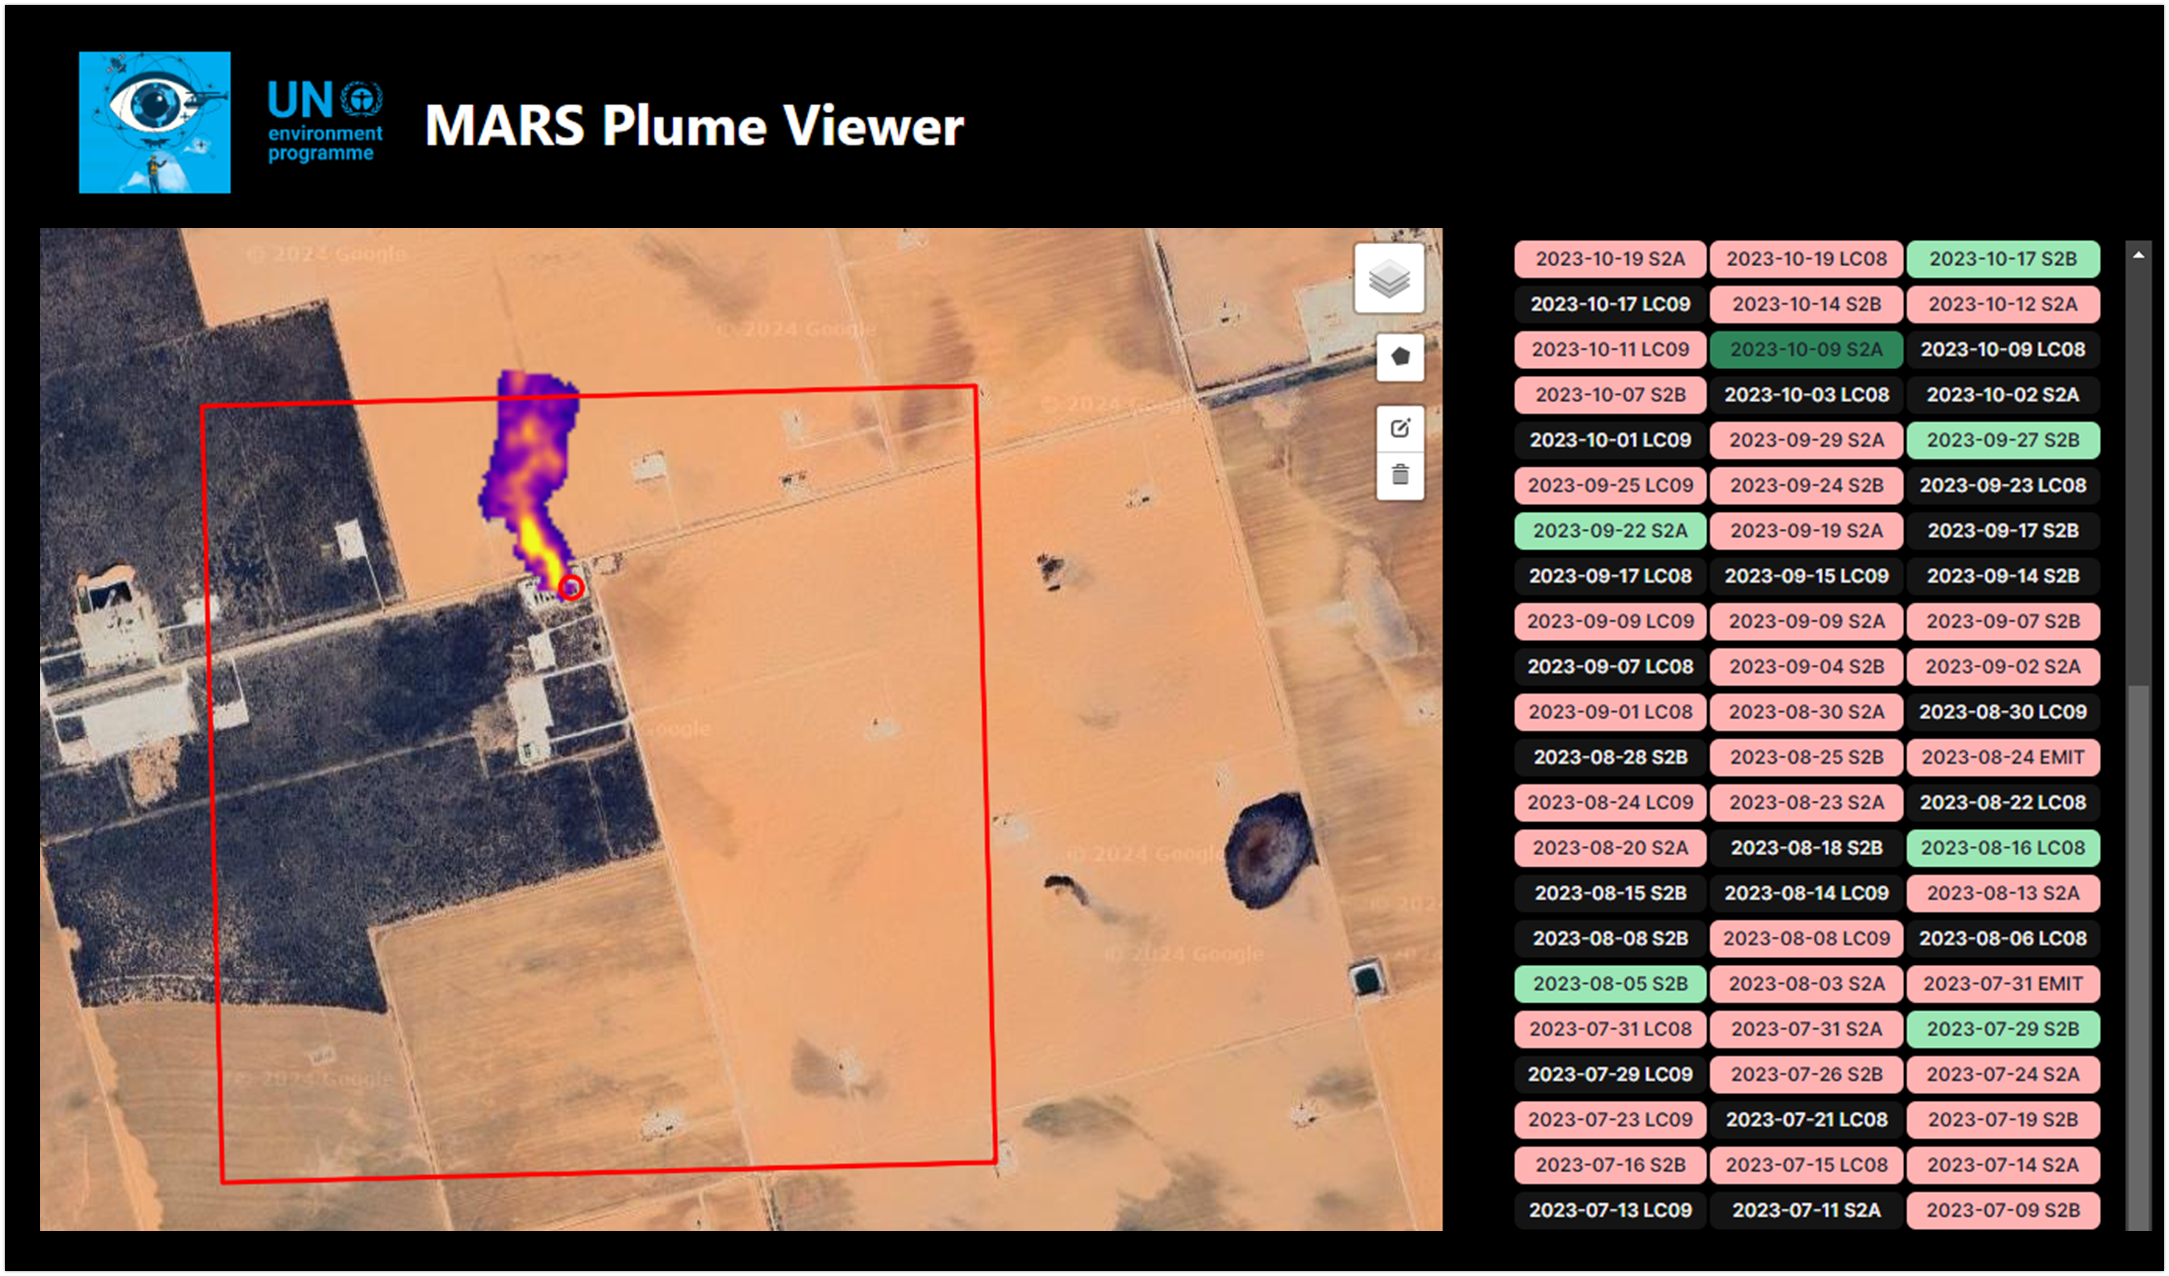 UN
environment
programme
MARS Plume Viewer
© 2024 Google
© 2024 Google
© 2024 Google
Google
© 2024 Google
© 202
© 2024 Google
© 2024 Google
2023-10-19 S2A 2023-10-19 LC08 2023-10-17 S2B
2023-10-17 LC09 2023-10-14 S2B 2023-10-12 S2A
2023-10-11 LC09 2023-10-09 S2A 2023-10-09 LC08
2023-10-07 S2B 2023-10-03 LC08 2023-10-02 S2A
2023-10-01 LC09 2023-09-29 S2A 2023-09-27 S2B
2023-09-25 LC09 2023-09-24 S2B 2023-09-23 LC08
2023-09-22 S2A 2023-09-19 S2A 2023-09-17 S2B
2023-09-17 LC08 2023-09-15 LC09 2023-09-14 S2B
2023-09-09 LC09 2023-09-09 S2A 2023-09-07 S2B
2023-09-07 LC08 2023-09-04 S2B 2023-09-02 S2A
2023-09-01 LC08 2023-08-30 S2A 2023-08-30 LC09
2023-08-28 S2B 2023-08-25 S2B 2023-08-24 EMIT
2023-08-24 LC09 2023-08-23 S2A 2023-08-22 LC08
2023-08-20 S2A 2023-08-18 S2B 2023-08-16 LC08
2023-08-15 S2B 2023-08-14 LC09 2023-08-13 S2A
2023-08-08 S2B 2023-08-08 LC09 2023-08-06 LC08
2023-08-05 S2B 2023-08-03 S2A 2023-07-31 EMIT
2023-07-31 LC08 2023-07-31 S2A 2023-07-29 S2B
2023-07-29 LC09 2023-07-26 S2B 2023-07-24 S2A
2023-07-23 LC09 2023-07-21 LC08 2023-07-19 S2B
2023-07-16 S2B 2023-07-15 LC08 2023-07-14 S2A
2023-07-13 LC09 2023-07-11 S2A 2023-07-09 S2B